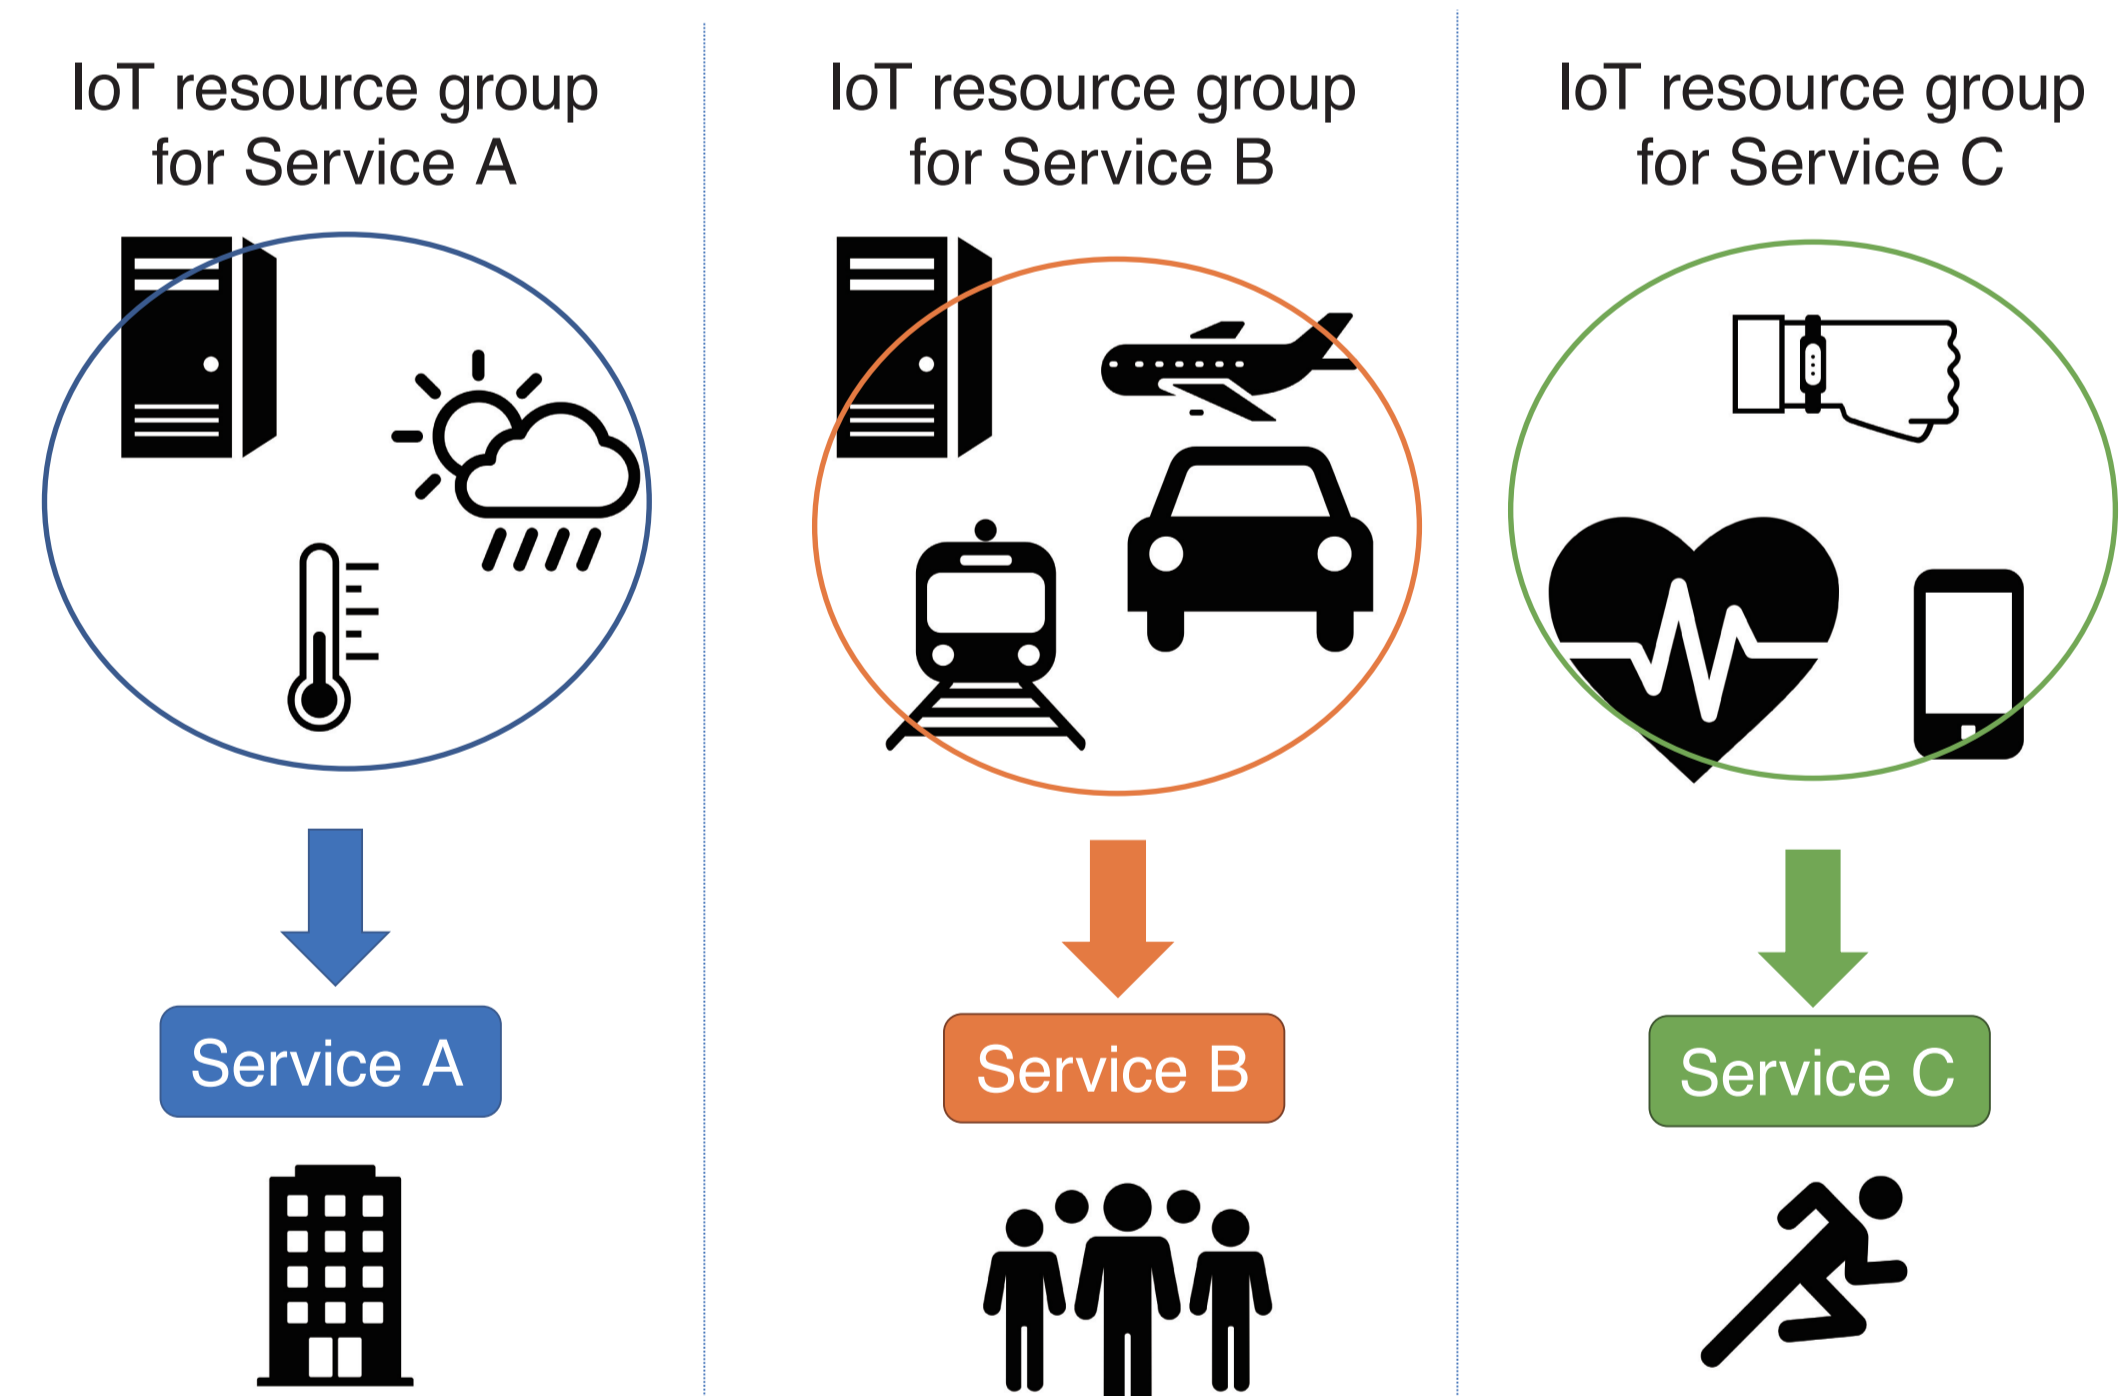 IoT resource group
for Service A
IoT resource group
for Service B
IoT resource group
for Service C
Service A
Service B
Service C